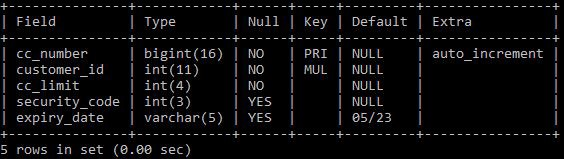 +---------------+------------+------+-----+---------+----------------+
| Field         | Type       | Null | Key | Default | Extra          |
+---------------+------------+------+-----+---------+----------------+
| cc_number     | bigint(16) | NO   | PRI | NULL    | auto_increment |
| customer_id   | int(11)    | NO   | MUL | NULL    |                |
| cc_limit      | int(4)     | NO   |     | NULL    |                |
| security_code | int(3)     | YES  |     | NULL    |                |
| expiry_date   | varchar(5) | YES  |     | 05/23   |                |
+---------------+------------+------+-----+---------+----------------+
5 rows in set (0.00 sec)